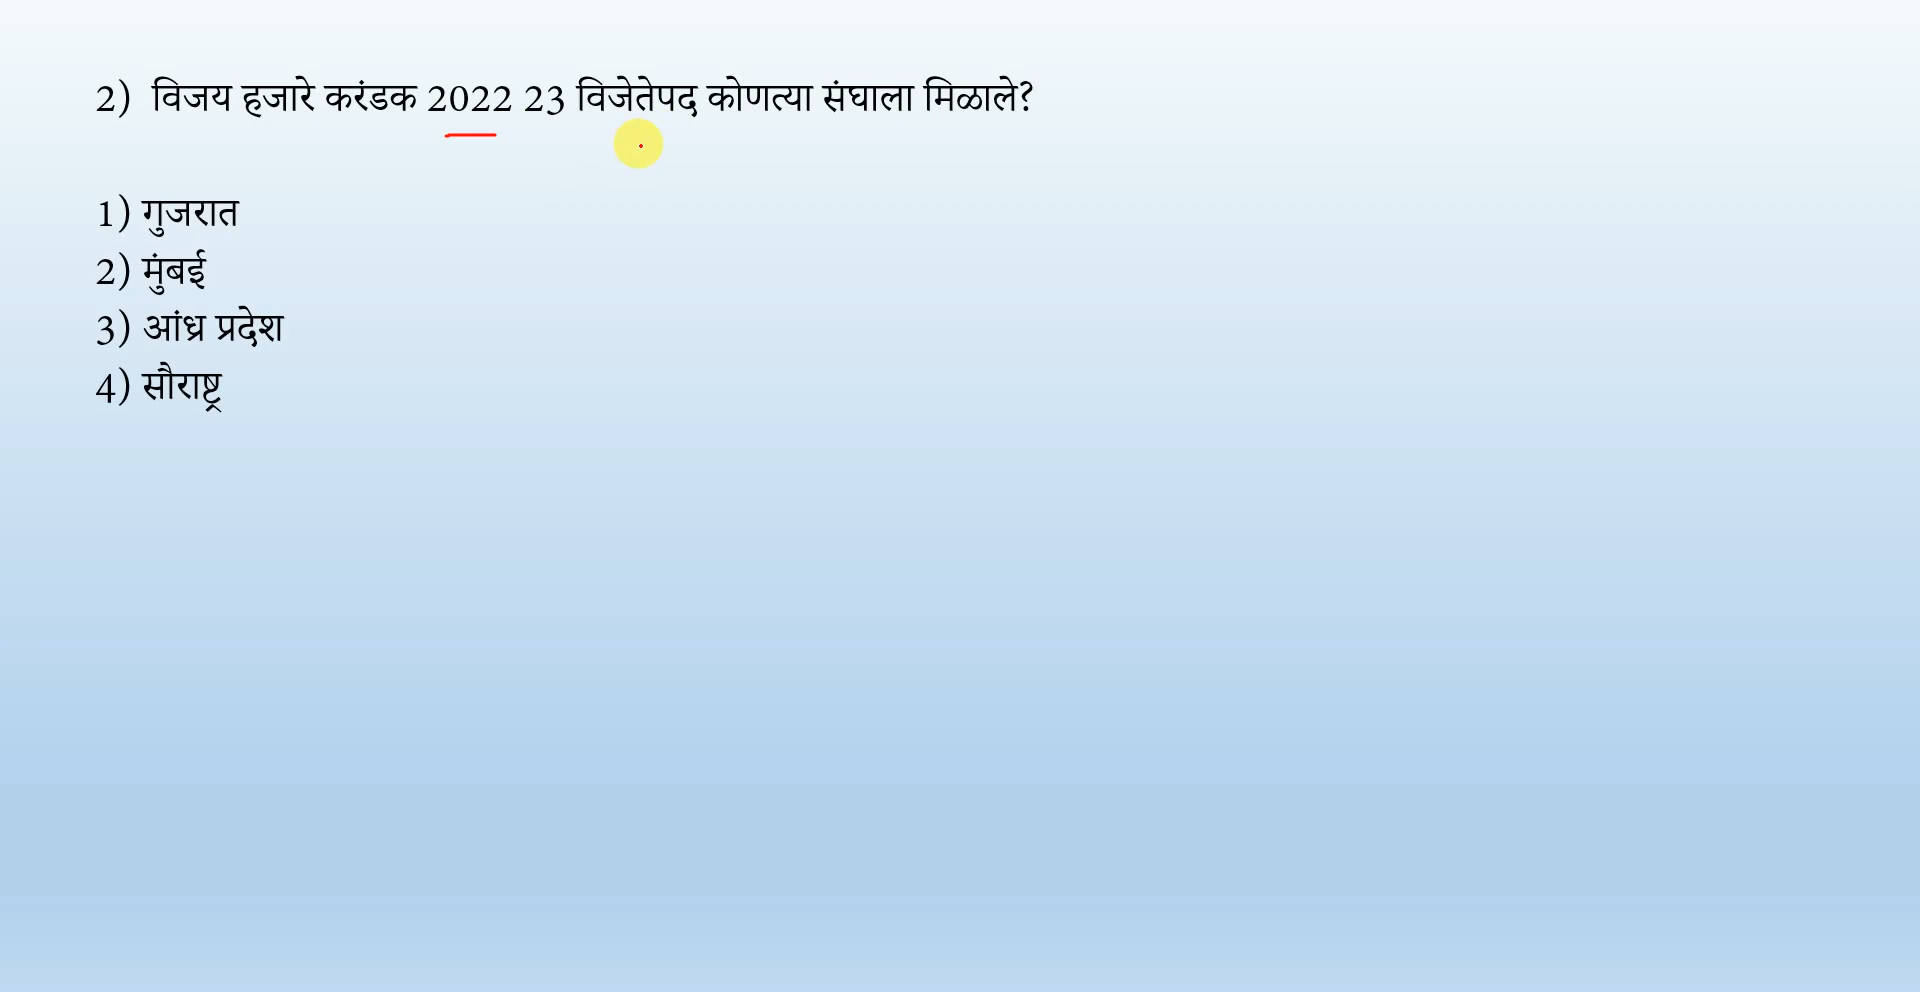 2) विजय हजारे करंडक 2022 23 विजेतेपद कोणत्या संघाला मिळाले?
1) गुजरात
2) मुंबई
3) आंध्र प्रदेश
4) सौराष्ट्र